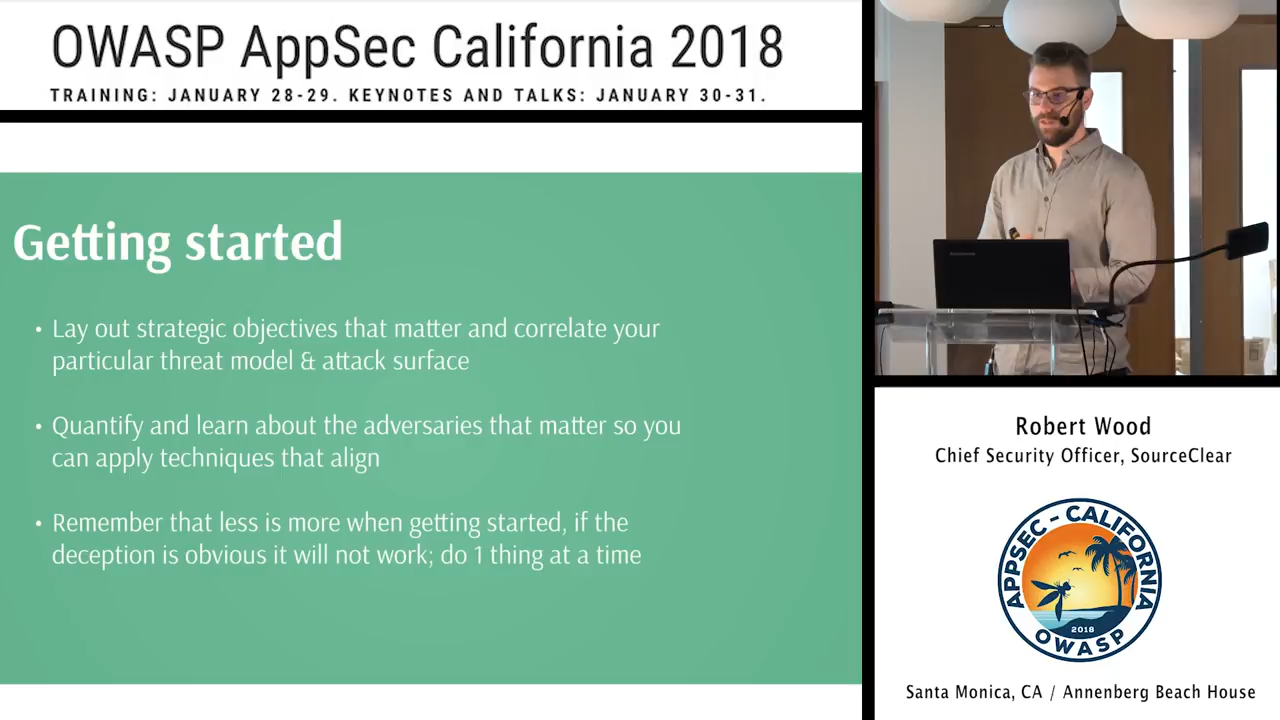 OWASP AppSec California 2018
TRAINING: JANUARY 28-29. KEYNOTES AND TALKS: JANUARY 30-31.
Getting started
• Lay out strategic objectives that matter and correlate your
particular threat model & attack surface
• Quantify and learn about the adversaries that matter so you
can apply techniques that align
• Remember that less is more when getting started, if the
deception is obvious it will not work; do 1 thing at a time
Robert Wood
Chief Security Officer, SourceClear
APPSEC - CALIFORNIA
2018
OWASP
Santa Monica, CA / Annenberg Beach House